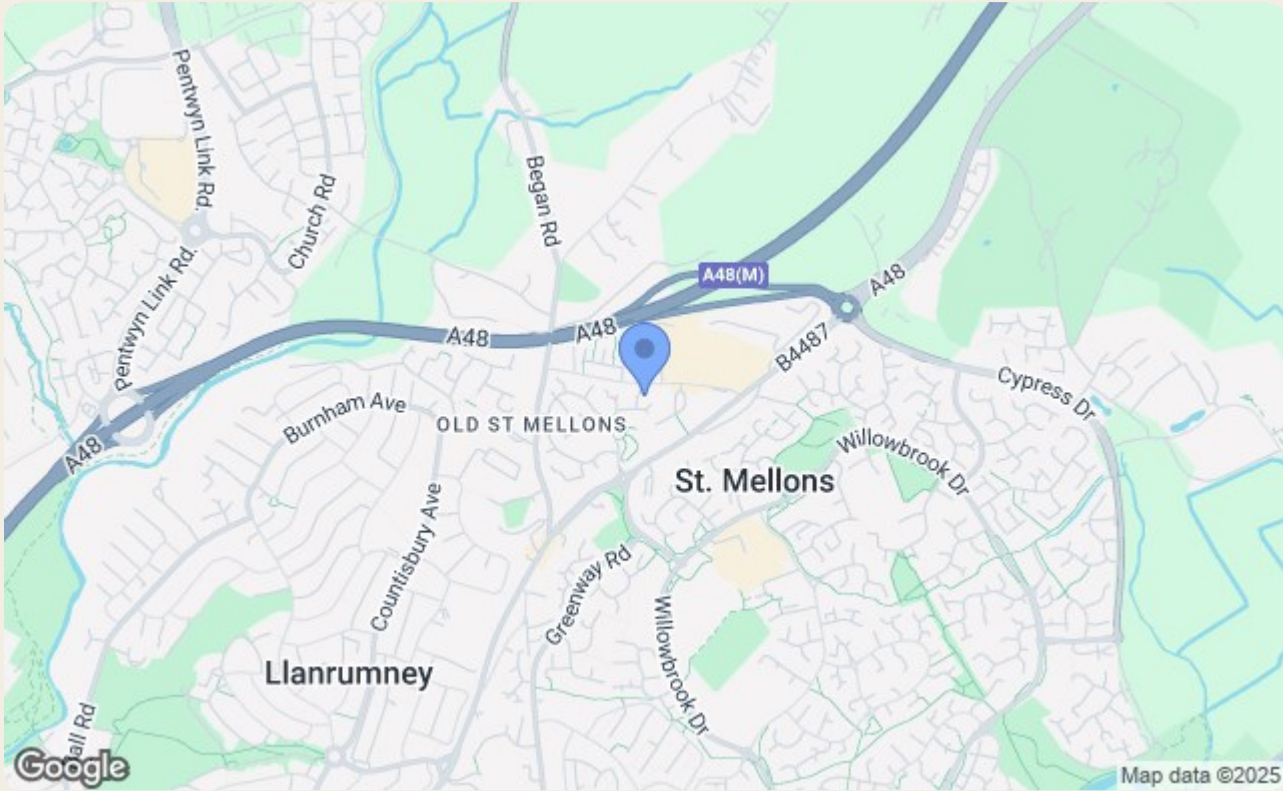 Pentwyn Link Rd.
Church Rd
Began Rd
Pentwyn Link Rd.
A48(M)
A48
A48
A48
B4487
Cypress Dr
Burnham Ave
OLD ST MELLONS
Willowbrook Dr
A48
St. Mellons
Countisbury Ave
Greenway Rd
Willowbrook Dr
Llanrumney
Rd
Google
Map data ©2025